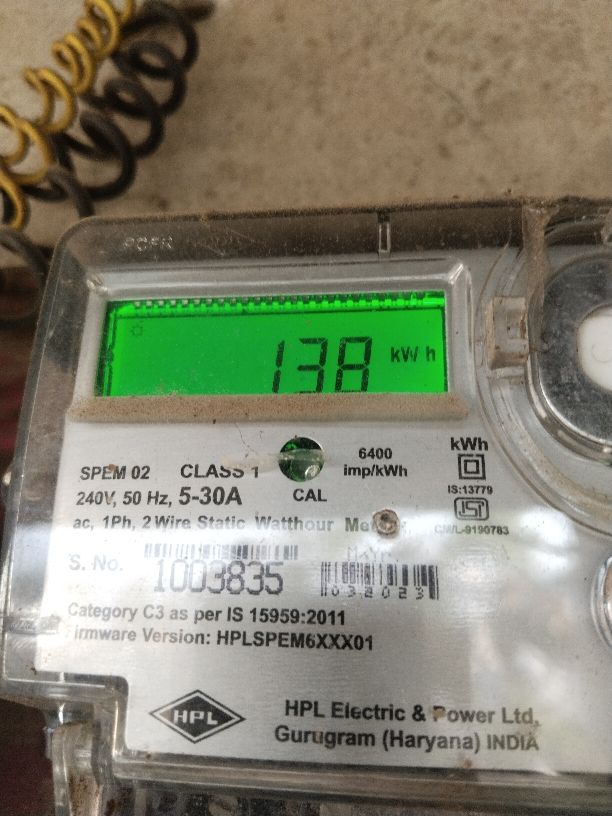 138 kWh
SPEM 02 CLASS 1 6400 imp/kWh kWh
240V, 50 Hz, 5-30A CAL IS:13779
ac, 1Ph, 2 Wire Static Watthour CM/L-9190783
S. No. 1003835 032023
Category C3 as per IS 15959:2011
Firmware Version: HPLSPEM6XXX01
HPL
HPL Electric & Power Ltd,
Gurugram (Haryana) INDIA